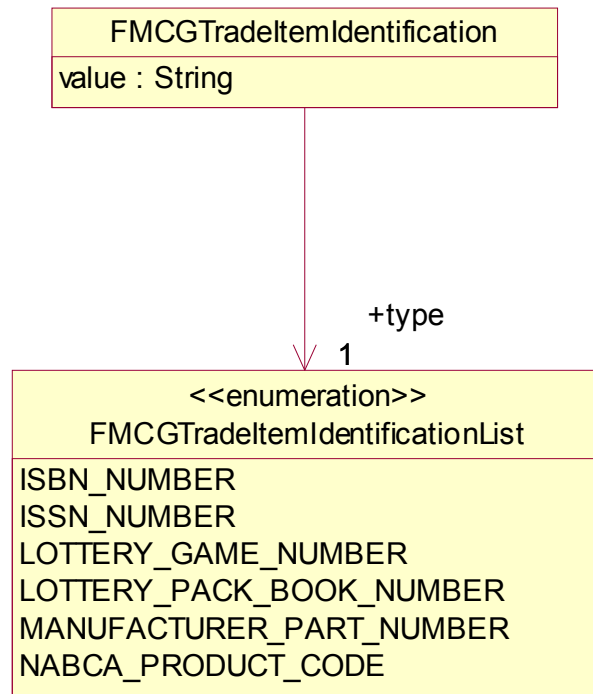 FMCGTradeItemIdentification
value : String
+type
1
<<enumeration>>
FMCGTradeItemIdentificationList
ISBN_NUMBER
ISSN_NUMBER
LOTTERY_GAME_NUMBER
LOTTERY_PACK_BOOK_NUMBER
MANUFACTURER_PART_NUMBER
NABCA_PRODUCT_CODE